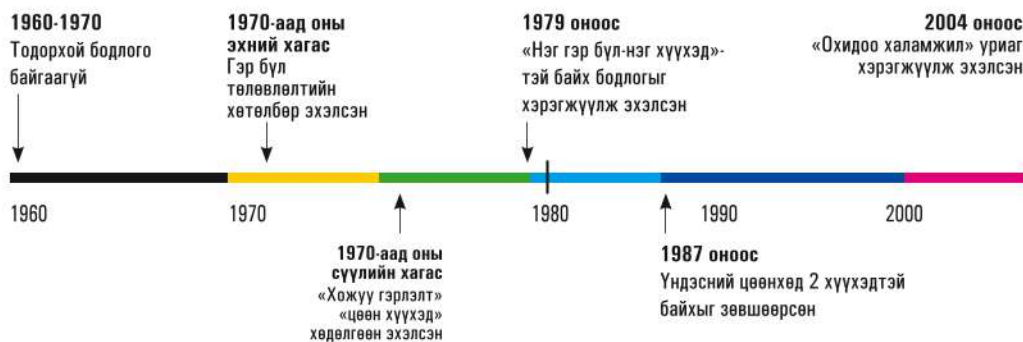 1960-1970
Тодорхой бодлого
байгаагүй
1970-аад оны
эхний хагас
Гэр бүл
төлөвлөлтийн
хөтөлбөр эхэлсэн
1979 оноос
«Нэг гэр бүл-нэг хүүхэд»-
тэй байх бодлогыг
хэрэгжүүлж эхэлсэн
2004 оноос
«Охидоо халамжил» уриаг
хэрэгжүүлж эхэлсэн
1960
1970
1980
1990
2000
1970-аад оны
сүүлийн хагас
«Хожуу гэрлэлт»
«цөөн хүүхэд»
хөдөлгөөн эхэлсэн
1987 оноос
Үндэсний цөөнхөд 2 хүүхэдтэй
байхыг зөвшөөрсөн